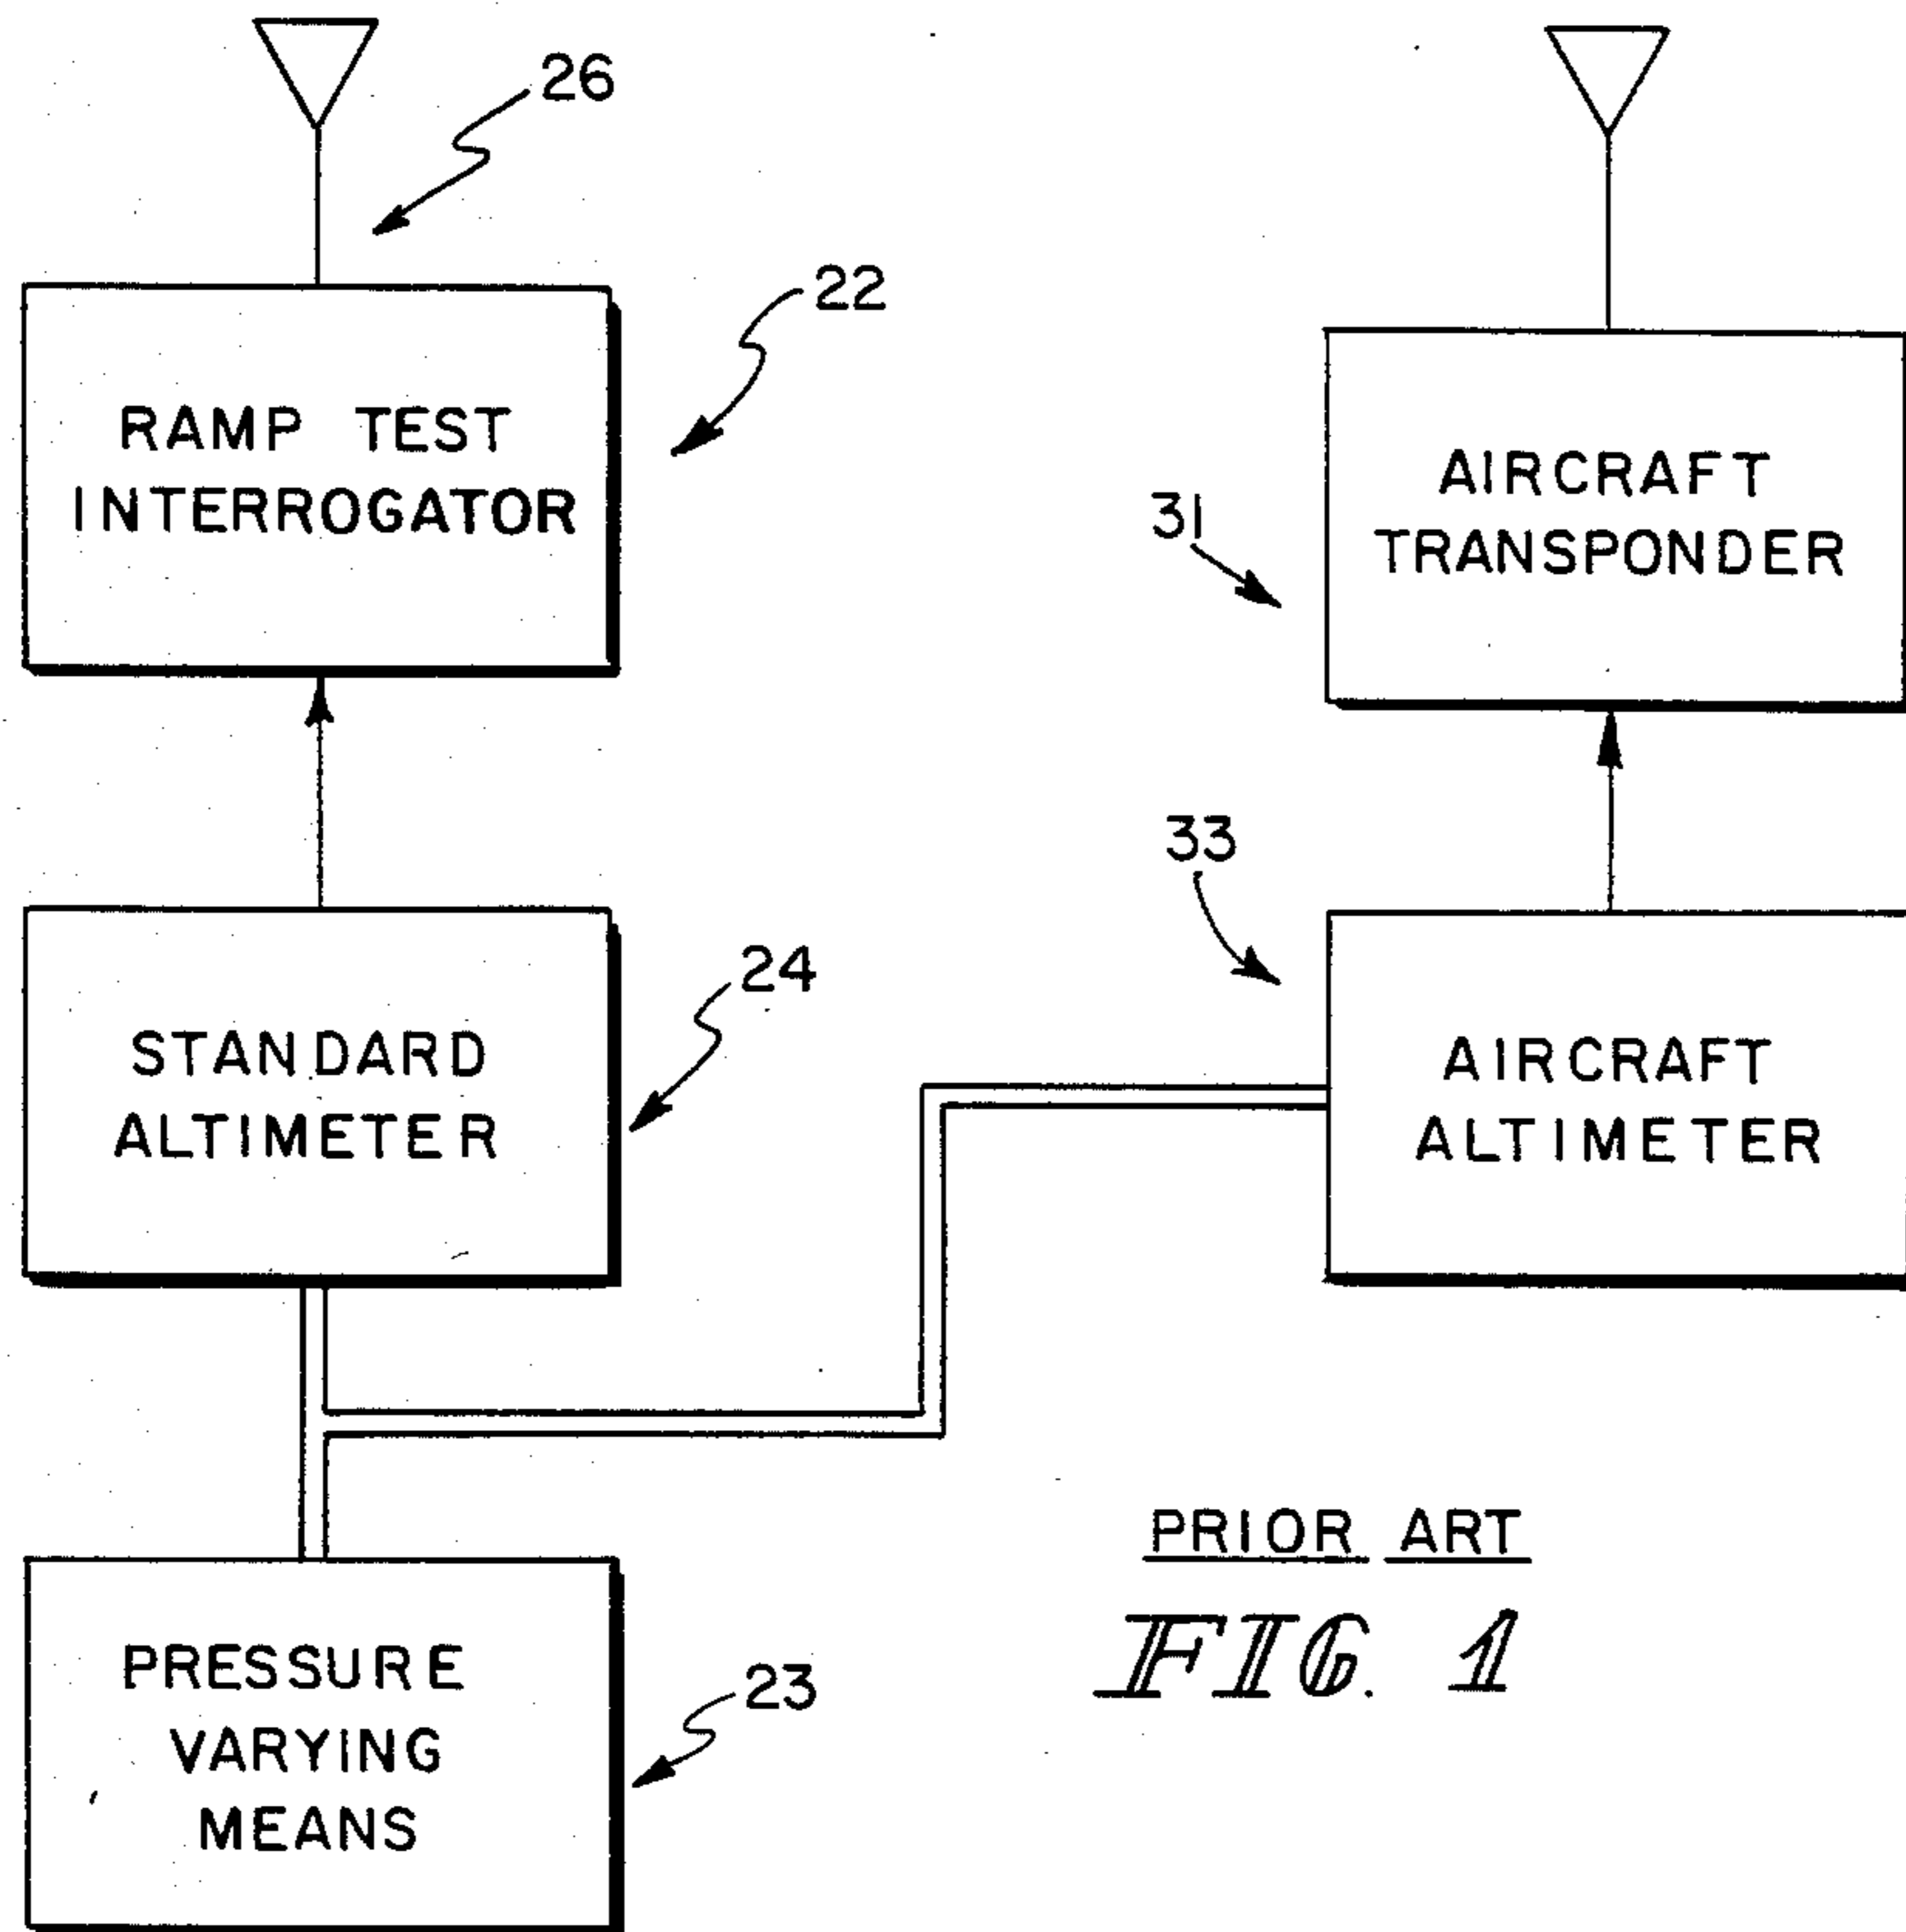 26
22
RAMP TEST
INTERROGATOR
31
AIRCRAFT
TRANSPONDER
33
24
STANDARD
ALTIMETER
AIRCRAFT
ALTIMETER
PRIOR ART
FIG. 1
23
PRESSURE
VARYING
MEANS